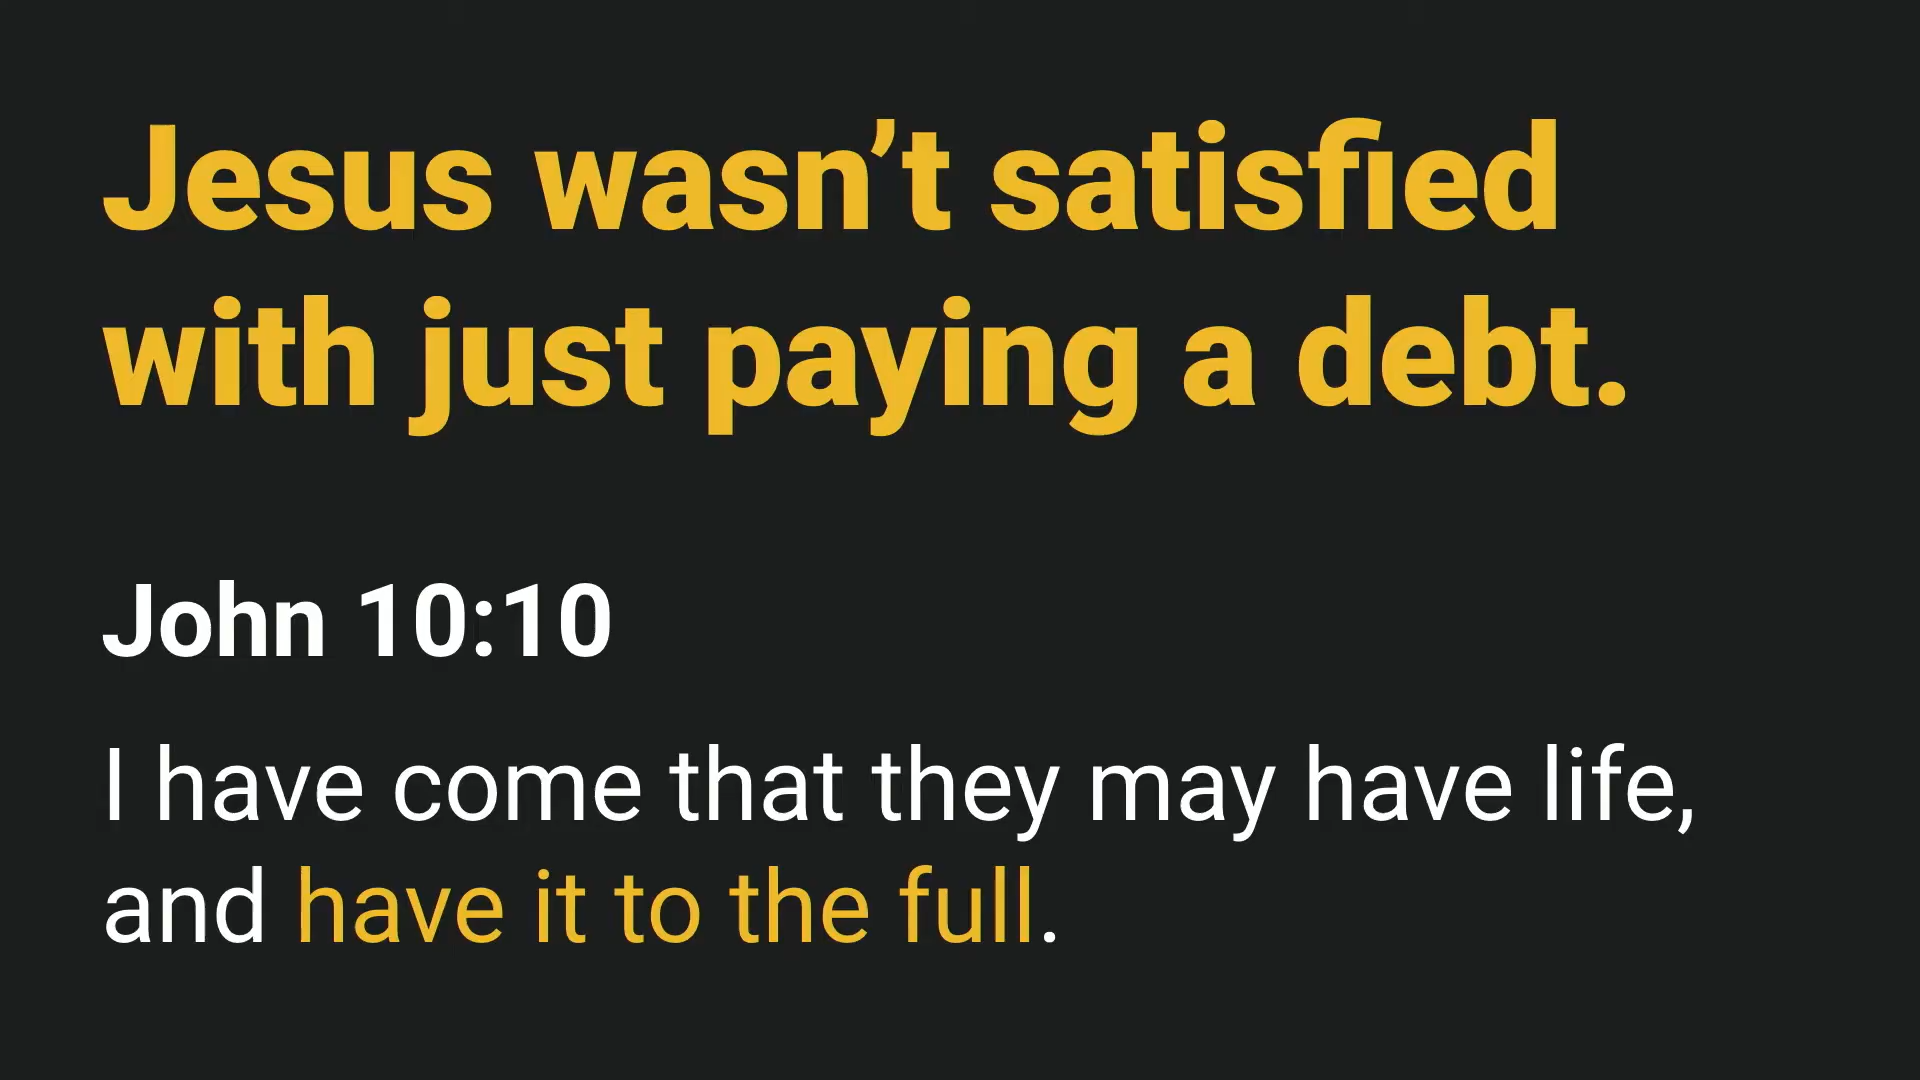 Jesus wasn’t satisfied
with just paying a debt.
John 10:10
I have come that they may have life,
and have it to the full.